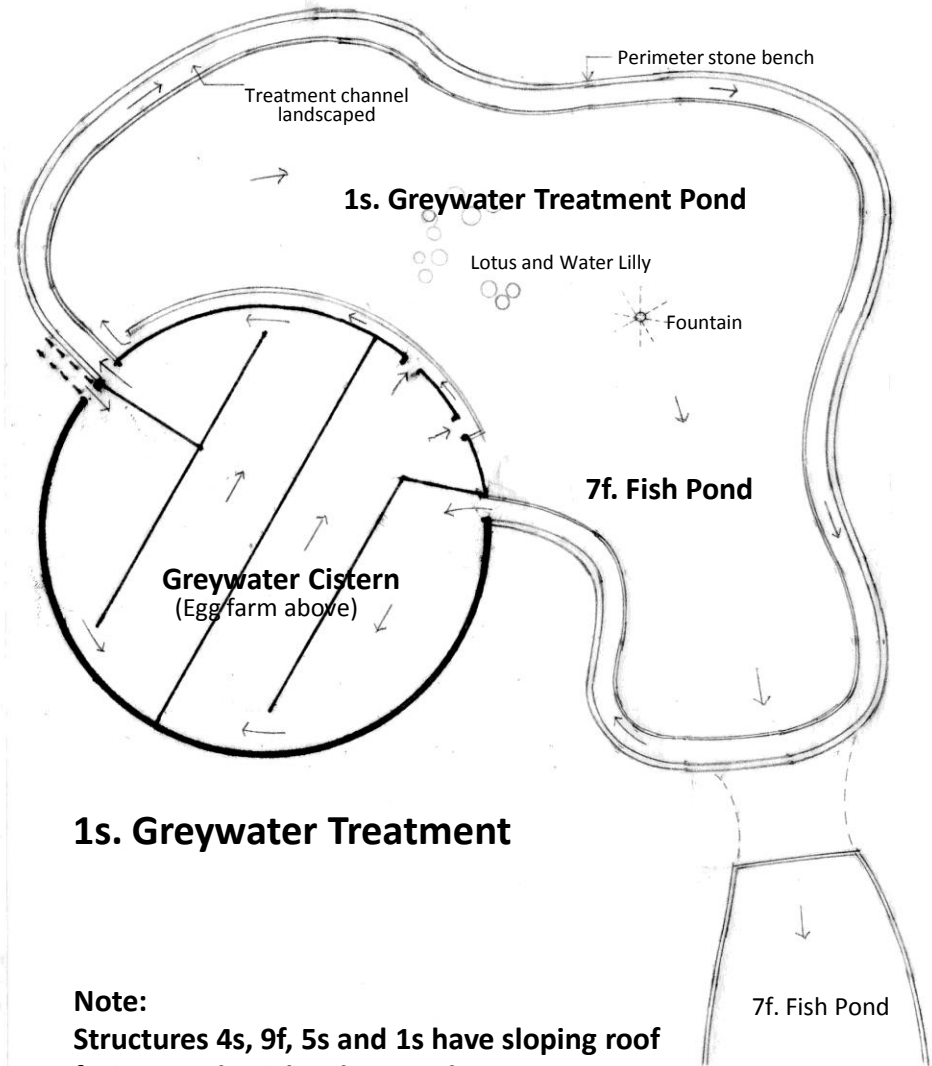 Perimeter stone bench
Treatment channel
landscaped
1s. Greywater Treatment Pond
Lotus and Water Lilly
Fountain
7f. Fish Pond
Greywater Cistern
(Egg farm above)
1s. Greywater Treatment
Note:
Structures 4s, 9f, 5s and 1s have sloping roof
7f. Fish Pond